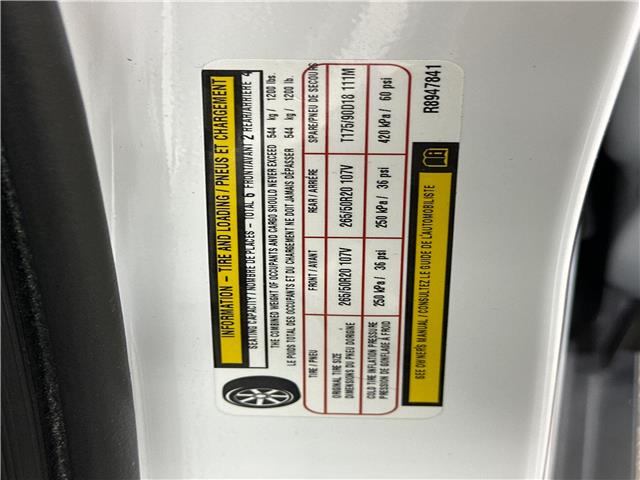 INFORMATION – TIRE AND LOADING / PNEUS ET CHARGEMENT
SEATING CAPACITY / NOMBRE DE PLACES – TOTAL 6 FRONT/AVANT 2 REAR/ARRIÈRE 4
THE COMBINED WEIGHT OF OCCUPANTS AND CARGO SHOULD NEVER EXCEED 544 kg / 1200 lbs.
LE POIDS TOTAL DES OCCUPANTS ET DU CHARGEMENT NE DOIT JAMAIS DÉPASSER 544 kg / 1200 lb.
TIRE / PNEU FRONT / AVANT REAR / ARRIÈRE SPARE/PNEU DE SECOURS
ORIGINAL TIRE SIZE 265/50R20 107V 265/50R20 107V T175/90D18 111M
DIMENSIONS DU PNEU D'ORIGINE
COLD TIRE INFLATION PRESSURE 250 kPa / 36 psi 250 kPa / 36 psi 420 kPa / 60 psi
PRESSION DE GONFLAGE À FROID
SEE OWNERS MANUAL / CONSULTEZ LE GUIDE DE L'AUTOMOBILISTE
R8947841